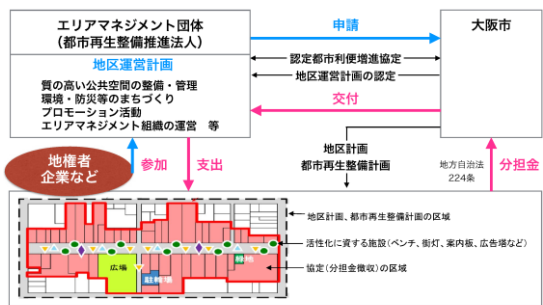 エリアマネジメント団体
（都市再生整備推進法人）
地区運営計画
質の高い公共空間の整備・管理
環境・防災等のまちづくり
プロモーション活動
エリアマネジメント組織の運営　等
申請
大阪市
認定都市利便増進協定
地区運営計画の認定
交付
地権者
企業など
参加
支出
地区計画
都市再生整備計画
地方自治法
224条
分担金
地区計画、都市再生整備計画の区域
活性化に資する施設（ベンチ、街灯、案内板、広告塔など）
協定（分担金徴収）の区域
広場
駐輪場
緑地